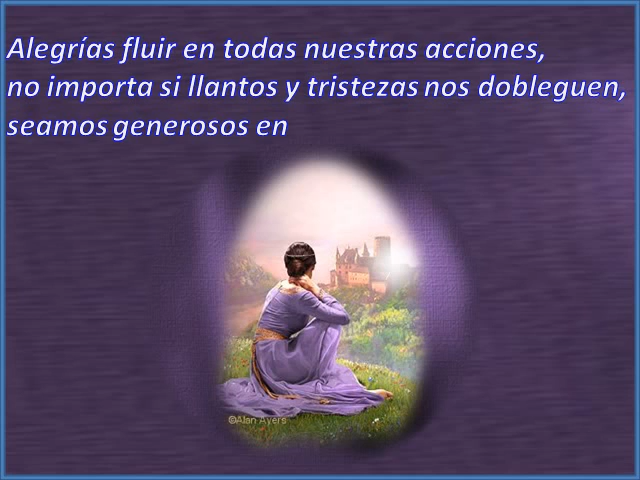 Alegrías fluir en todas nuestras acciones,
no importa si llantos y tristezas nos dobleguen,
seamos generosos en
©Alan Ayers